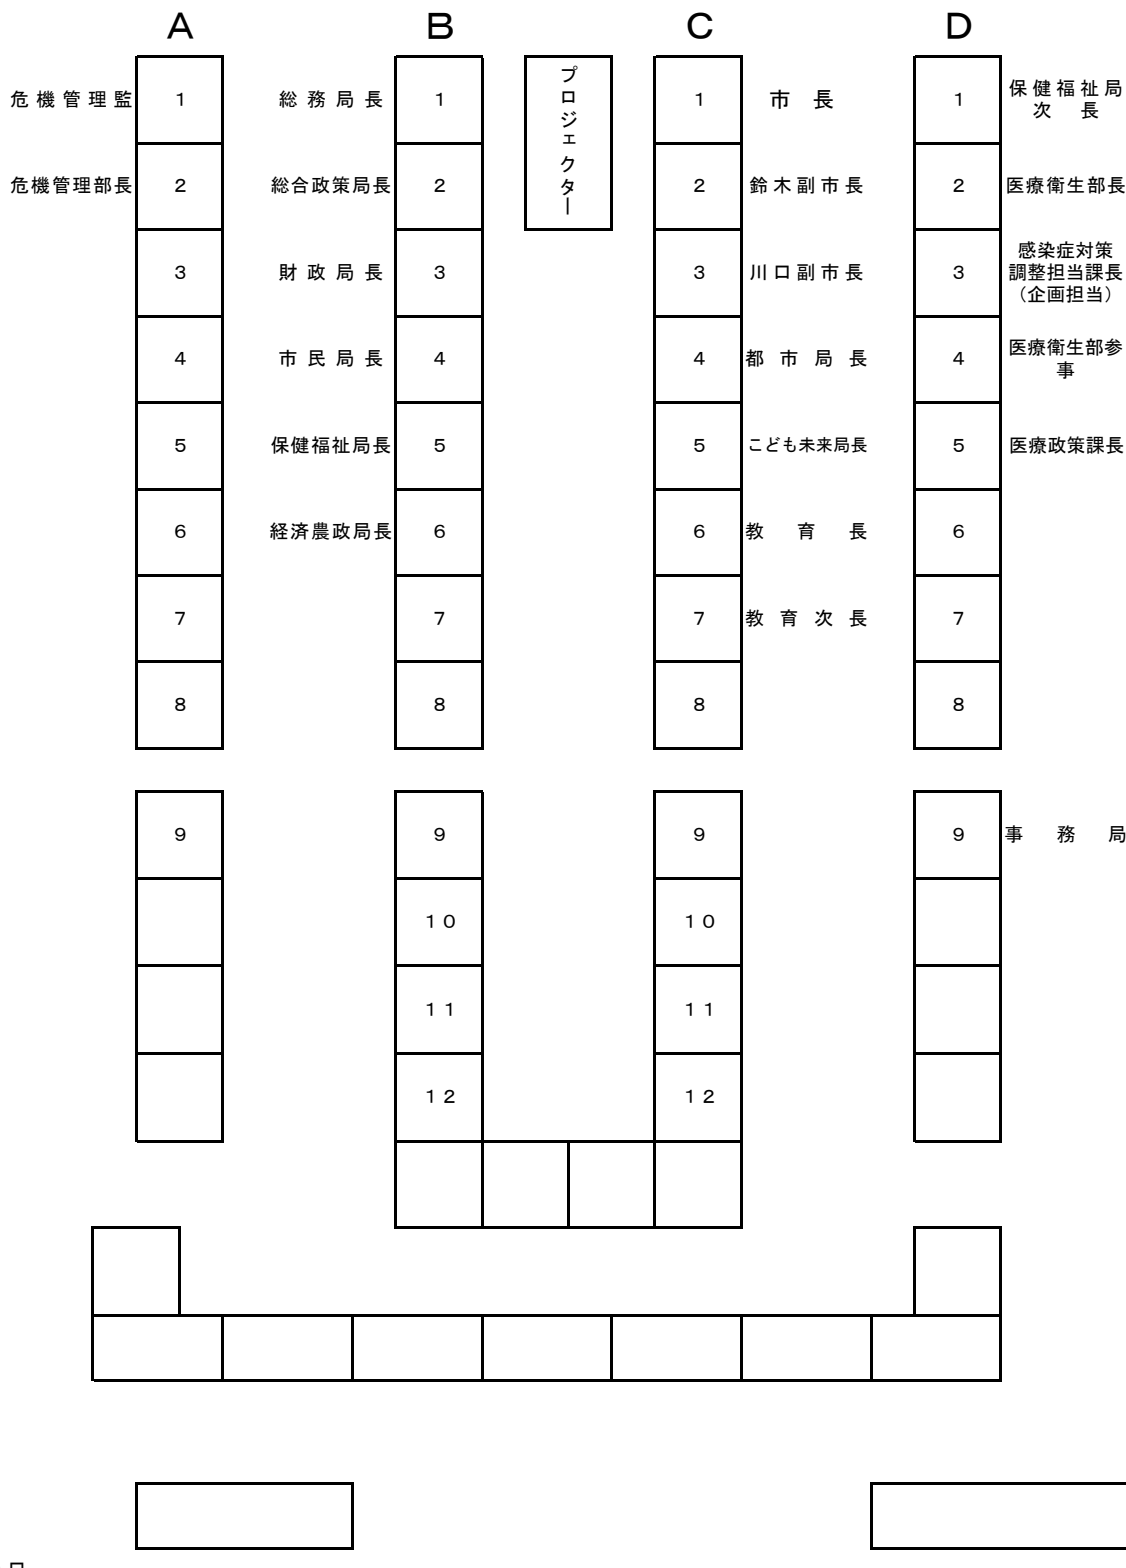 A B C D
危機管理監 1 総務局長 1 プロジェクター 1 市長 1 保健福祉局
次長
危機管理部長 2 総合政策局長 2 2 鈴木副市長 2 医療衛生部長
3 財政局長 3 3 川口副市長 3 感染症対策
調整担当課長
（企画担当）
4 市民局長 4 4 都市局長 4 医療衛生部参
事
5 保健福祉局長 5 5 こども未来局長 5 医療政策課長
6 経済農政局長 6 6 教育長 6
7 7 7 教育次長 7
8 8 8 8
9 9 9 9 事務局
10 10
11 11
12 12